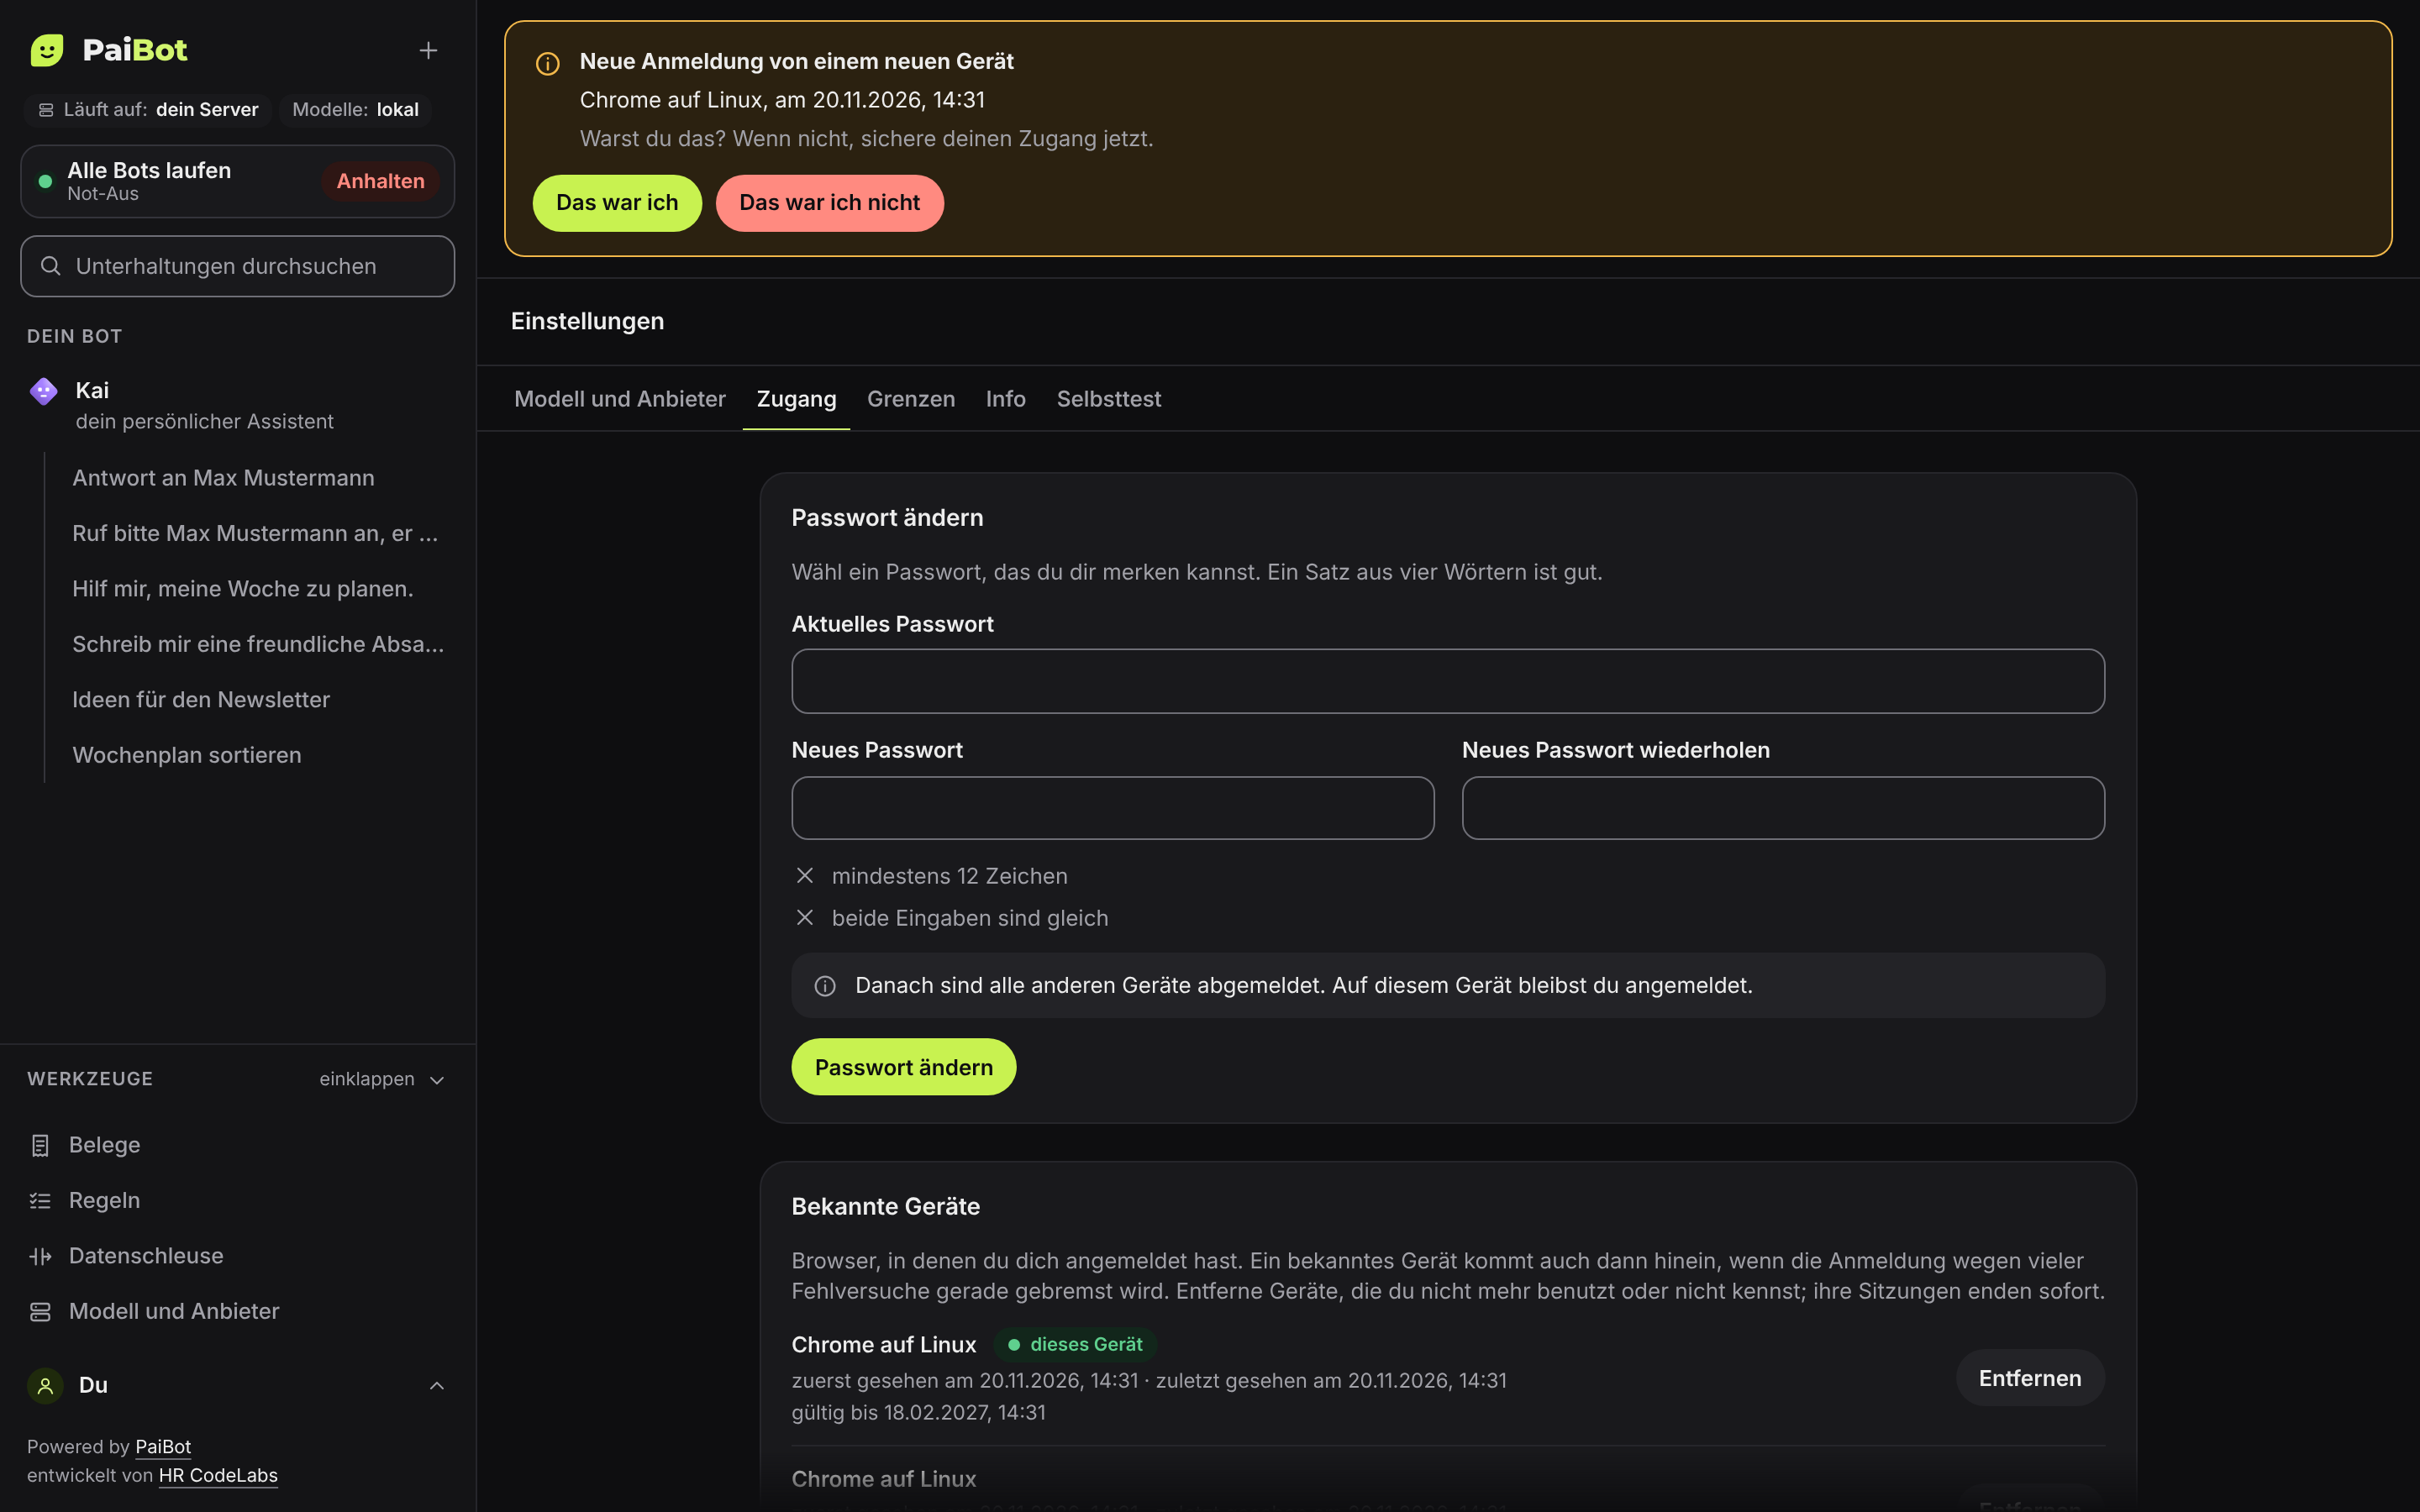 PaiBot
Läuft auf: dein Server
Modelle: lokal
Alle Bots laufen
Not-Aus
Anhalten
Unterhaltungen durchsuchen
DEIN BOT
Kai
dein persönlicher Assistent
Antwort an Max Mustermann
Ruf bitte Max Mustermann an, er ...
Hilf mir, meine Woche zu planen.
Schreib mir eine freundliche Absa...
Ideen für den Newsletter
Wochenplan sortieren
WERKZEUGE
einklappen
Belege
Regeln
Datenschleuse
Modell und Anbieter
Du
Powered by PaiBot
entwickelt von HR CodeLabs
Neue Anmeldung von einem neuen Gerät
Chrome auf Linux, am 20.11.2026, 14:31
Warst du das? Wenn nicht, sichere deinen Zugang jetzt.
Das war ich
Das war ich nicht
Einstellungen
Modell und Anbieter
Zugang
Grenzen
Info
Selbsttest
Passwort ändern
Wähl ein Passwort, das du dir merken kannst. Ein Satz aus vier Wörtern ist gut.
Aktuelles Passwort
Neues Passwort
Neues Passwort wiederholen
mindestens 12 Zeichen
beide Eingaben sind gleich
Danach sind alle anderen Geräte abgemeldet. Auf diesem Gerät bleibst du angemeldet.
Passwort ändern
Bekannte Geräte
Browser, in denen du dich angemeldet hast. Ein bekanntes Gerät kommt auch dann hinein, wenn die Anmeldung wegen vieler
Fehlversuche gerade gebremst wird. Entferne Geräte, die du nicht mehr benutzt oder nicht kennst; ihre Sitzungen enden sofort.
Chrome auf Linux
dieses Gerät
zuerst gesehen am 20.11.2026, 14:31 · zuletzt gesehen am 20.11.2026, 14:31
gültig bis 18.02.2027, 14:31
Entfernen
Chrome auf Linux